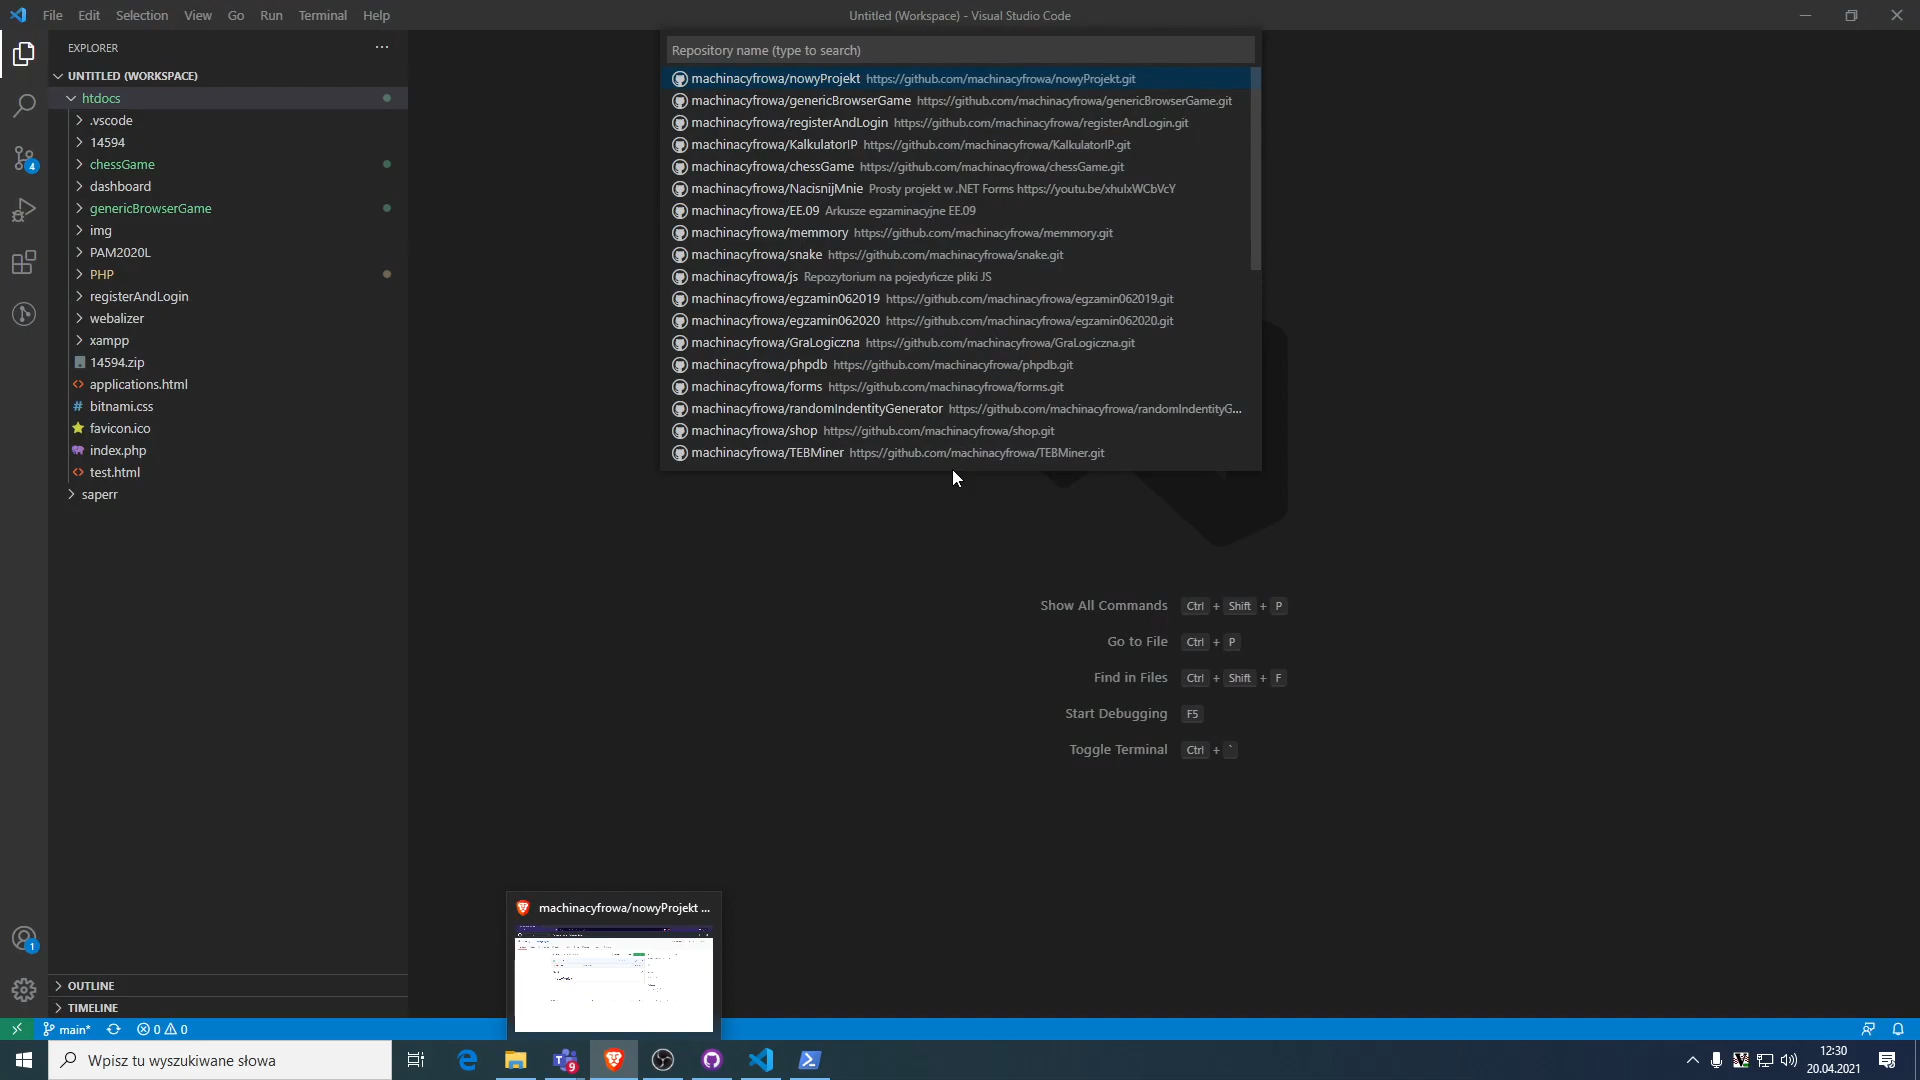 File Edit Selection View Go Run Terminal Help
Untitled (Workspace) - Visual Studio Code
EXPLORER
UNTITLED (WORKSPACE)
htdocs
.vscode
14594
chessGame
dashboard
genericBrowserGame
img
PAM2020L
PHP
registerAndLogin
webalizer
xampp
14594.zip
applications.html
bitnami.css
favicon.ico
index.php
test.html
saperr
OUTLINE
TIMELINE
4
1
Repository name (type to search)
machinacyfrowa/nowyProjekt https://github.com/machinacyfrowa/nowyProjekt.git
machinacyfrowa/genericBrowserGame https://github.com/machinacyfrowa/genericBrowserGame.git
machinacyfrowa/registerAndLogin https://github.com/machinacyfrowa/registerAndLogin.git
machinacyfrowa/KalkulatorIP https://github.com/machinacyfrowa/KalkulatorIP.git
machinacyfrowa/chessGame https://github.com/machinacyfrowa/chessGame.git
machinacyfrowa/NacisnijMnie Prosty projekt w .NET Forms https://youtu.be/xhulxWCbVcY
machinacyfrowa/EE.09 Arkusze egzaminacyjne EE.09
machinacyfrowa/memmory https://github.com/machinacyfrowa/memmory.git
machinacyfrowa/snake https://github.com/machinacyfrowa/snake.git
machinacyfrowa/js Repozytorium na pojedyńcze pliki JS
machinacyfrowa/egzamin062019 https://github.com/machinacyfrowa/egzamin062019.git
machinacyfrowa/egzamin062020 https://github.com/machinacyfrowa/egzamin062020.git
machinacyfrowa/GraLogiczna https://github.com/machinacyfrowa/GraLogiczna.git
machinacyfrowa/phpdb https://github.com/machinacyfrowa/phpdb.git
machinacyfrowa/forms https://github.com/machinacyfrowa/forms.git
machinacyfrowa/randomIndentityGenerator https://github.com/machinacyfrowa/randomIndentityG...
machinacyfrowa/shop https://github.com/machinacyfrowa/shop.git
machinacyfrowa/TEBMiner https://github.com/machinacyfrowa/TEBMiner.git
Show All Commands Ctrl + Shift + P
Go to File Ctrl + P
Find in Files Ctrl + Shift + F
Start Debugging F5
Toggle Terminal Ctrl + `
machinacyfrowa/nowyProjekt ...
main* 0 0
Wpisz tu wyszukiwane słowa
9
12:30
20.04.2021